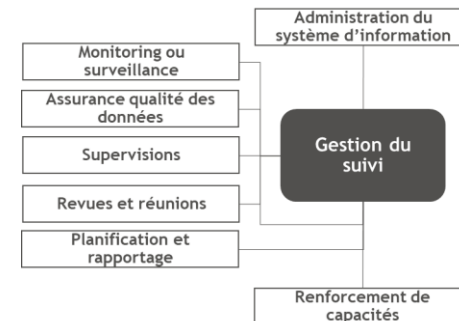 Administration du
système d’information
Monitoring ou
surveillance
Assurance qualité des
données
Supervisions
Revues et réunions
Planification et
rapportage
Gestion du
suivi
Renforcement de
capacités